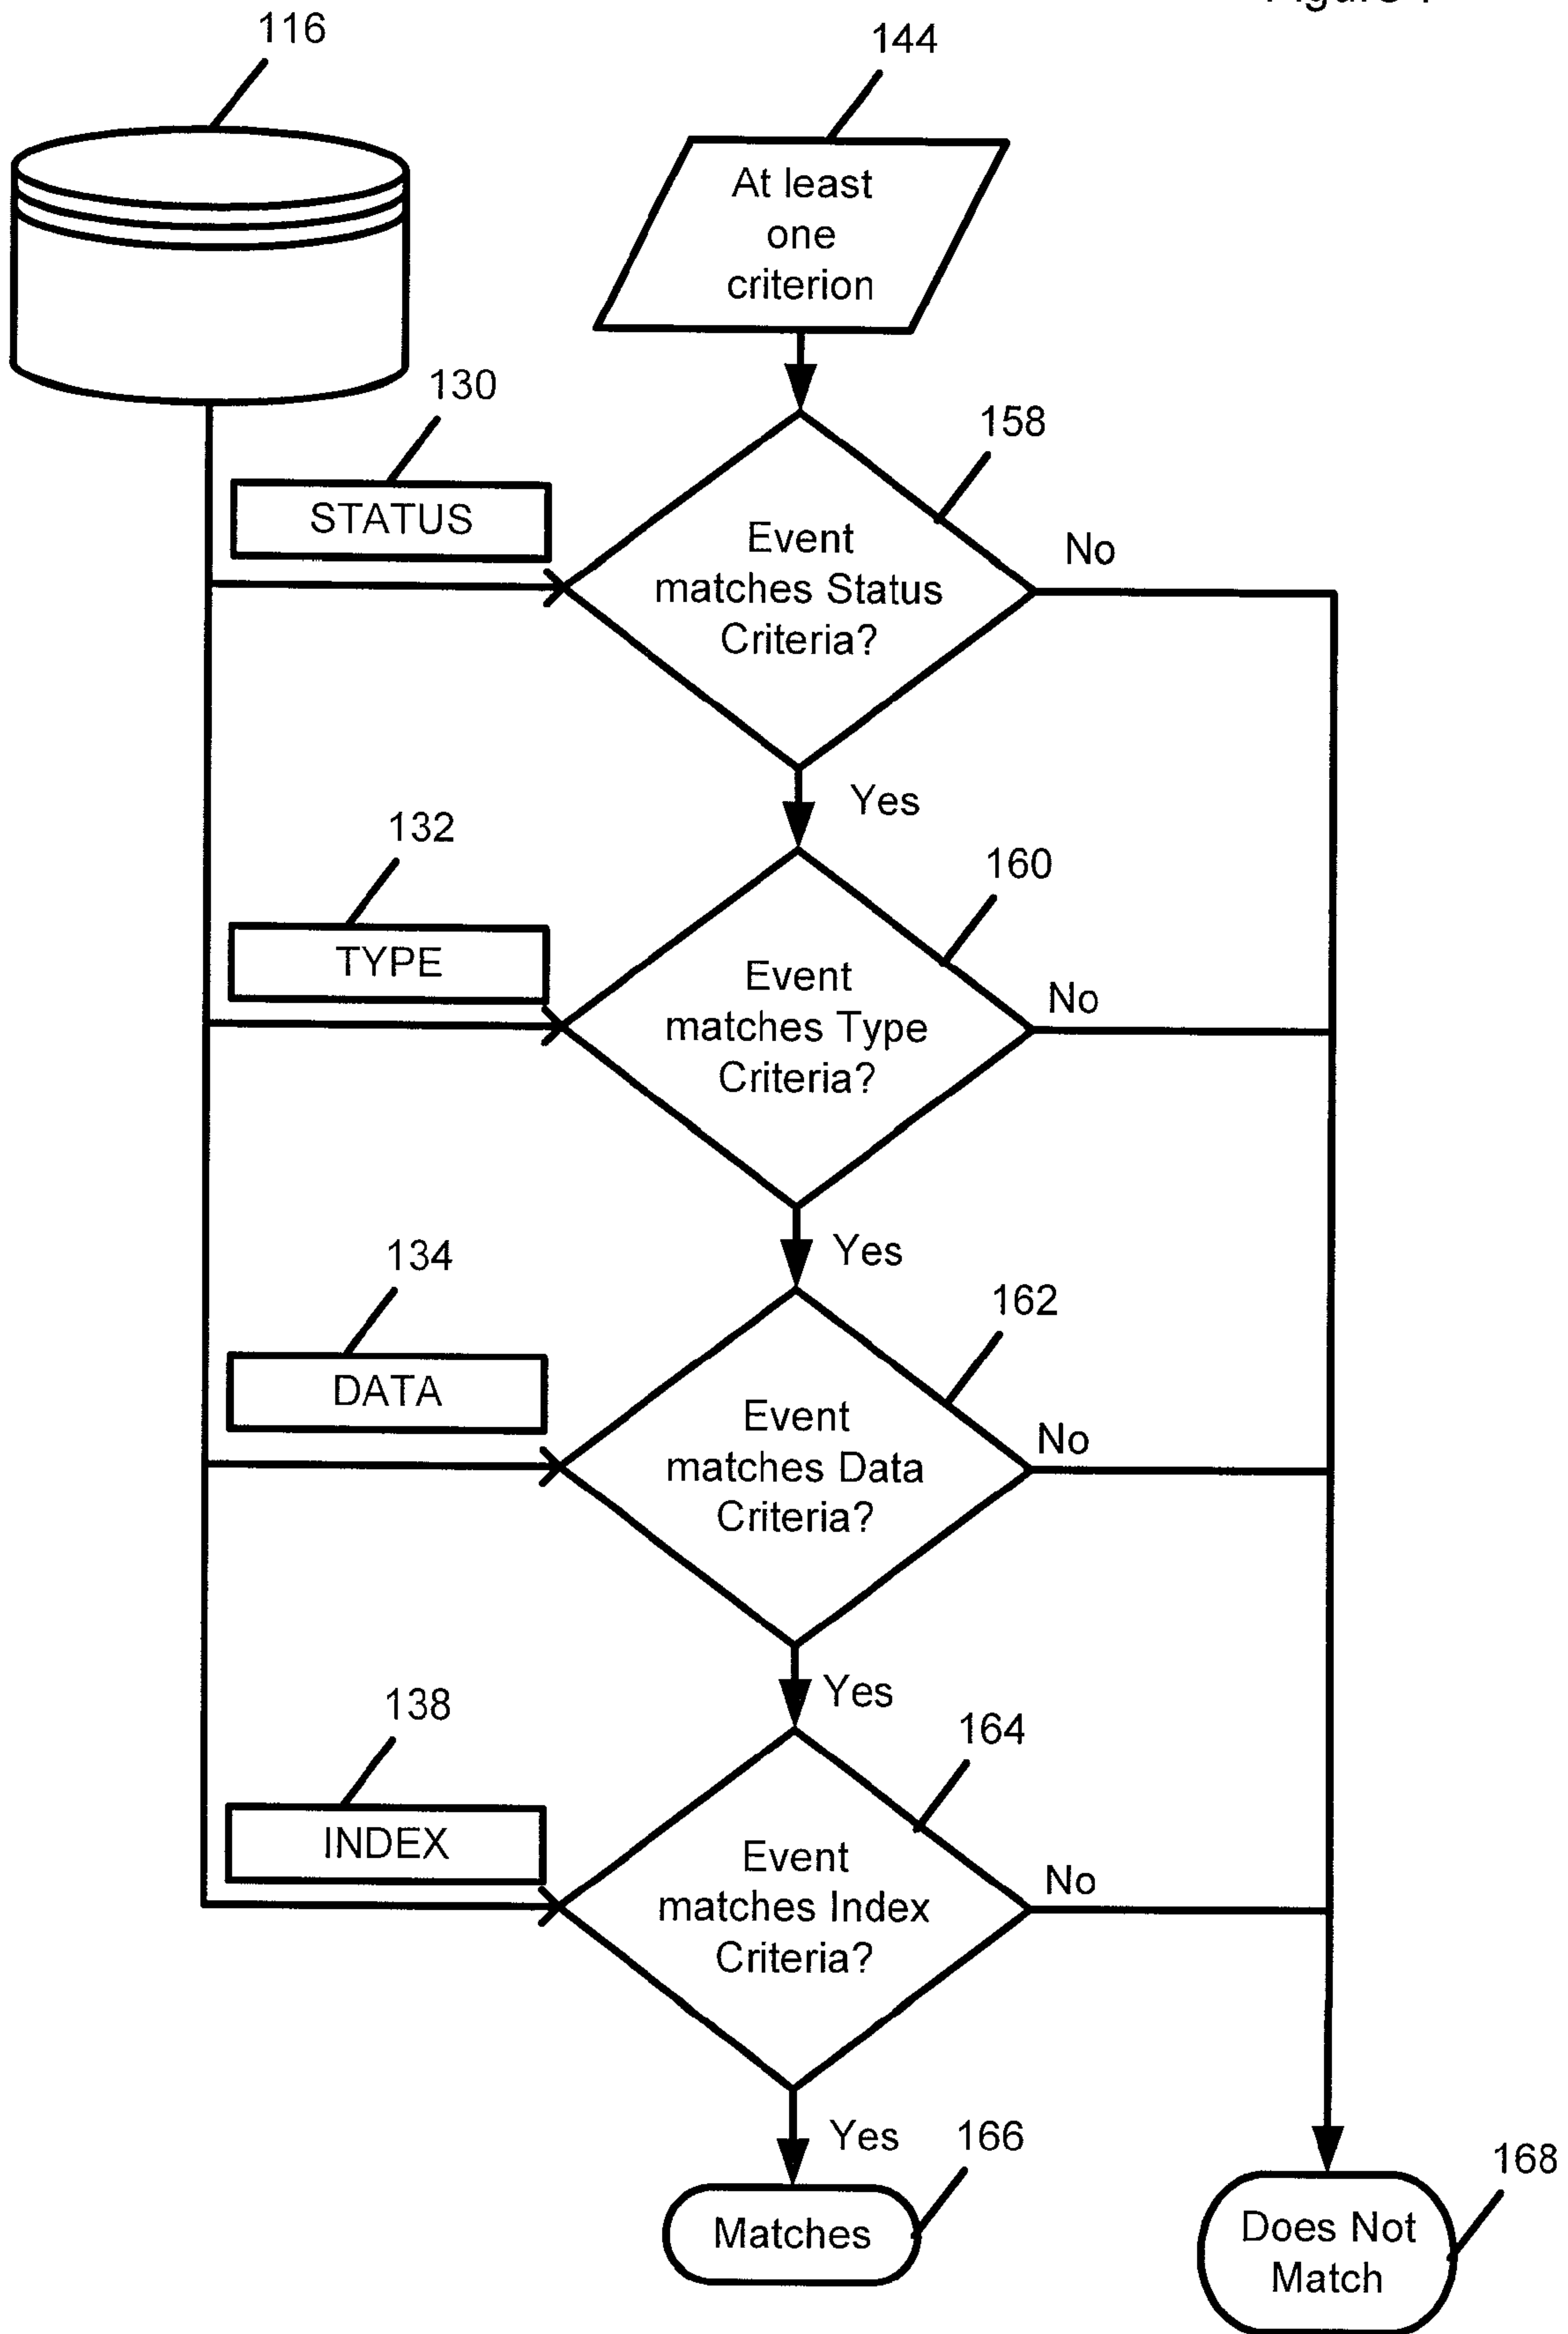 116
144
At least
one
criterion
130
158
STATUS
Event
matches Status
Criteria?
No
Yes
132
160
TYPE
Event
matches Type
Criteria?
No
Yes
134
162
DATA
Event
matches Data
Criteria?
No
Yes
138
164
INDEX
Event
matches Index
Criteria?
No
Yes
166
168
Matches
Does Not
Match